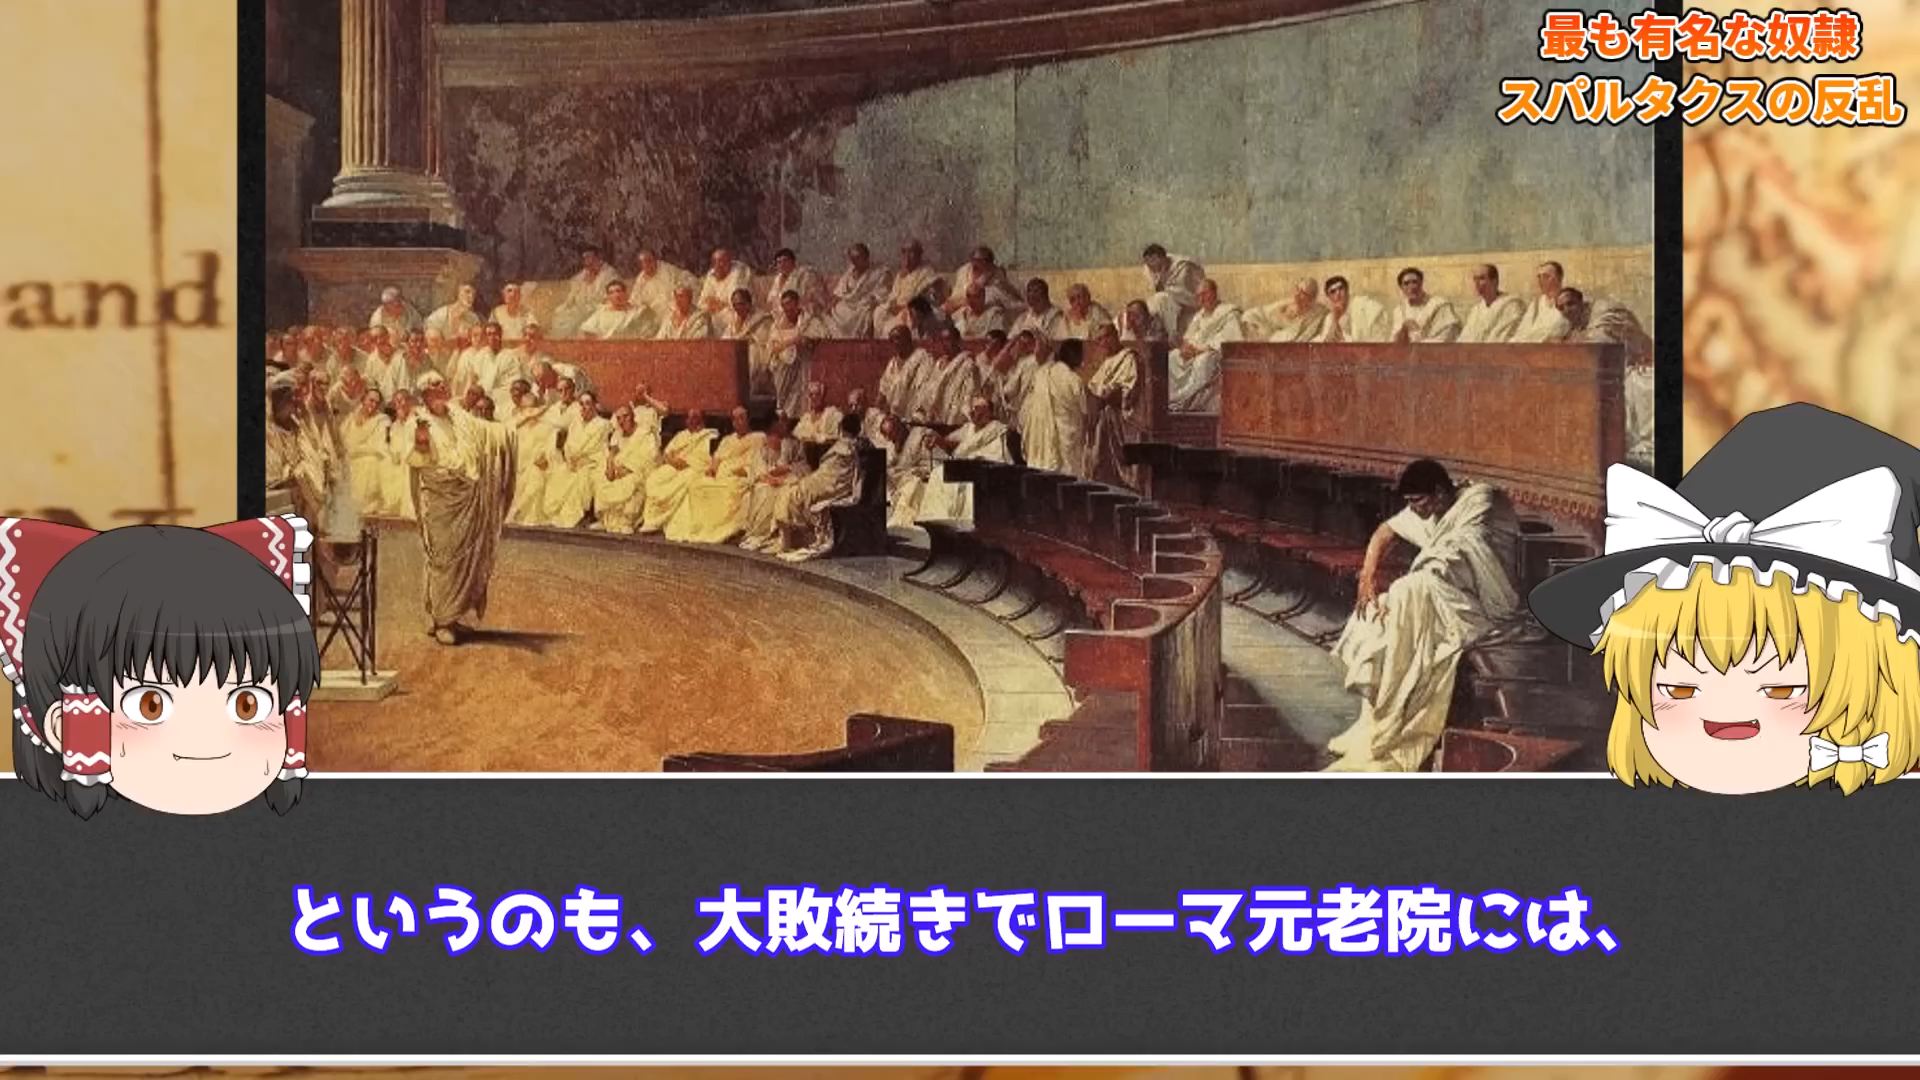 最も有名な奴隷
スパルタクスの反乱
and
というのも、大敗続きでローマ元老院には、